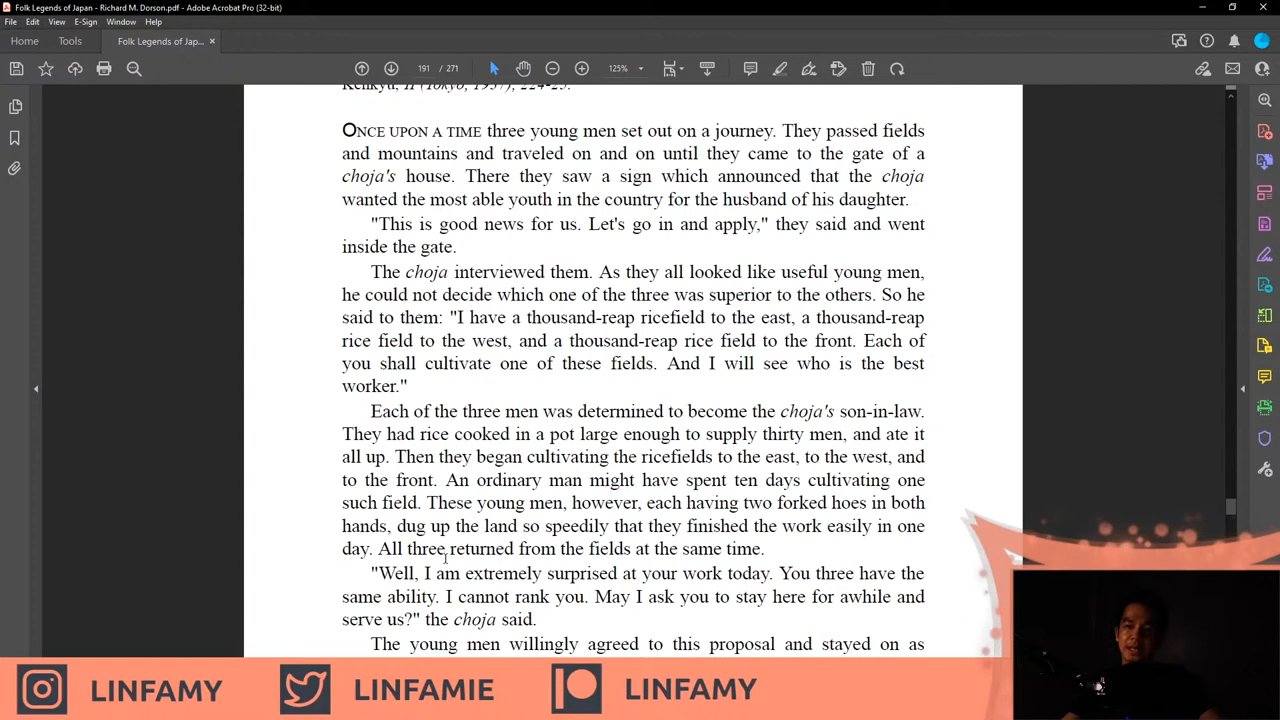 Folk Legends of Japan - Richard M. Dorson.pdf - Adobe Acrobat Pro (32-bit)
File Edit View E-Sign Window Help
Home Tools Folk Legends of Jap... ×
191 / 271 125%
Kenkyu, II (Tokyo, 1937), 224-25.
ONCE UPON A TIME three young men set out on a journey. They passed fields
and mountains and traveled on and on until they came to the gate of a
choja's house. There they saw a sign which announced that the choja
wanted the most able youth in the country for the husband of his daughter.
"This is good news for us. Let's go in and apply," they said and went
inside the gate.
The choja interviewed them. As they all looked like useful young men,
he could not decide which one of the three was superior to the others. So he
said to them: "I have a thousand-reap ricefield to the east, a thousand-reap
rice field to the west, and a thousand-reap rice field to the front. Each of
you shall cultivate one of these fields. And I will see who is the best
worker."
Each of the three men was determined to become the choja's son-in-law.
They had rice cooked in a pot large enough to supply thirty men, and ate it
all up. Then they began cultivating the ricefields to the east, to the west, and
to the front. An ordinary man might have spent ten days cultivating one
such field. These young men, however, each having two forked hoes in both
hands, dug up the land so speedily that they finished the work easily in one
day. All three returned from the fields at the same time.
"Well, I am extremely surprised at your work today. You three have the
same ability. I cannot rank you. May I ask you to stay here for awhile and
serve us?" the choja said.
The young men willingly agreed to this proposal and stayed on as
LINFAMY LINFAMIE LINFAMY